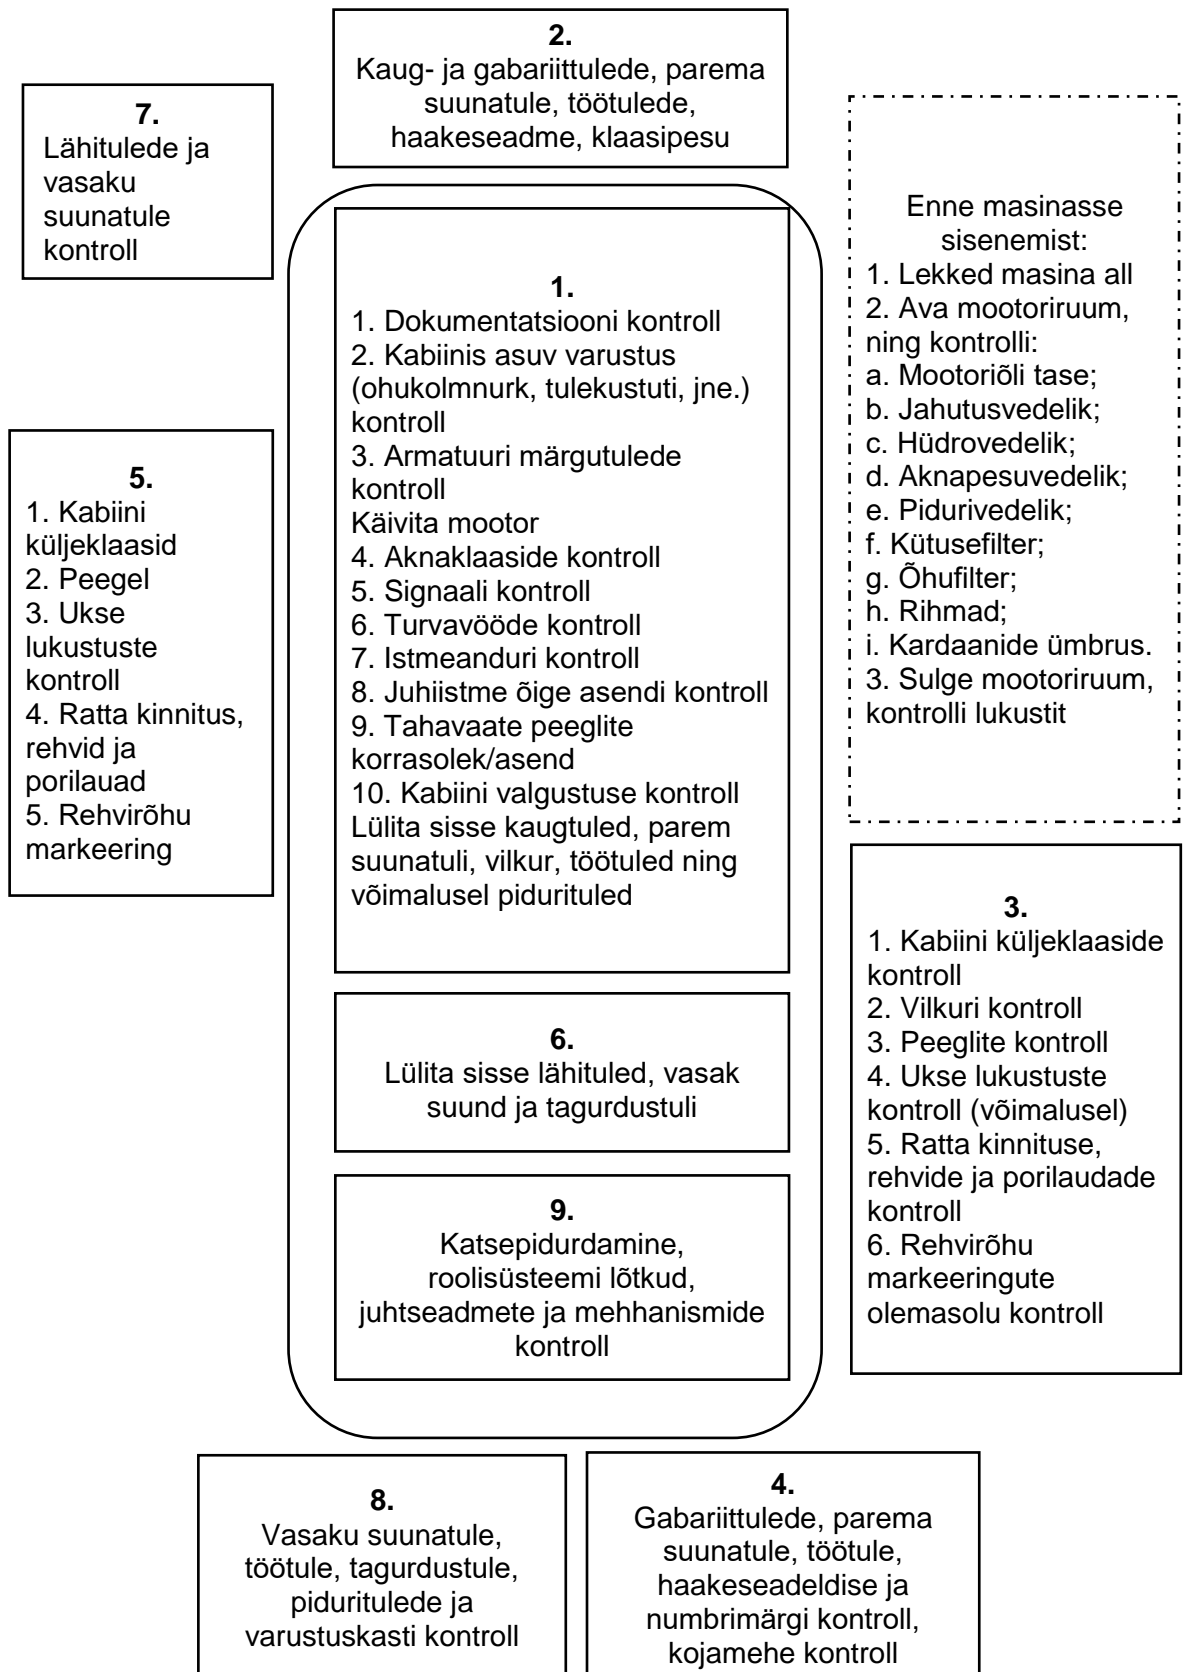 2.
Kaug- ja gabariittulede, parema
suunatule, töötulede,
haakeseadme, klaasipesu
7.
Lähitulede ja
vasaku
suunatule
kontroll
Enne masinasse
sisenemist:
1. Lekked masina all
2. Ava mootoriruum,
ning kontrolli:
a. Mootoriõli tase;
b. Jahutusvedelik;
c. Hüdrovedelik;
d. Aknapesuvedelik;
e. Pidurivedelik;
f. Kütusefilter;
g. Õhufilter;
h. Rihmad;
i. Kardaanide ümbrus.
3. Sulge mootoriruum,
kontrolli lukustit
1.
1. Dokumentatsiooni kontroll
2. Kabiinis asuv varustus
(ohukolmnurk, tulekustuti, jne.)
kontroll
3. Armatuuri märgutulede
kontroll
Käivita mootor
4. Aknaklaaside kontroll
5. Signaali kontroll
6. Turvavööde kontroll
7. Istmeanduri kontroll
8. Juhiistme õige asendi kontroll
9. Tahavaate peeglite
korrasolek/asend
10. Kabiini valgustuse kontroll
Lülita sisse kaugtuled, parem
suunatuli, vilkur, töötuled ning
võimalusel pidurituled
5.
1. Kabiini
küljeklaasid
2. Peegel
3. Ukse
lukustuste
kontroll
4. Ratta kinnitus,
rehvid ja
porilauad
5. Rehvirõhu
markeering
3.
1. Kabiini küljeklaaside
kontroll
2. Vilkuri kontroll
3. Peeglite kontroll
4. Ukse lukustuste
kontroll (võimalusel)
5. Ratta kinnituse,
rehvide ja porilaudade
kontroll
6. Rehvirõhu
markeeringute
olemasolu kontroll
6.
Lülita sisse lähituled, vasak
suund ja tagurdustuli
9.
Katsepidurdamine,
roolisüsteemi lõtkud,
juhtseadmete ja mehhanismide
kontroll
8.
Vasaku suunatule,
töötule, tagurdustule,
piduritulede ja
varustuskasti kontroll
4.
Gabariittulede, parema
suunatule, töötule,
haakeseadeldise ja
numbrimärgi kontroll,
kojamehe kontroll